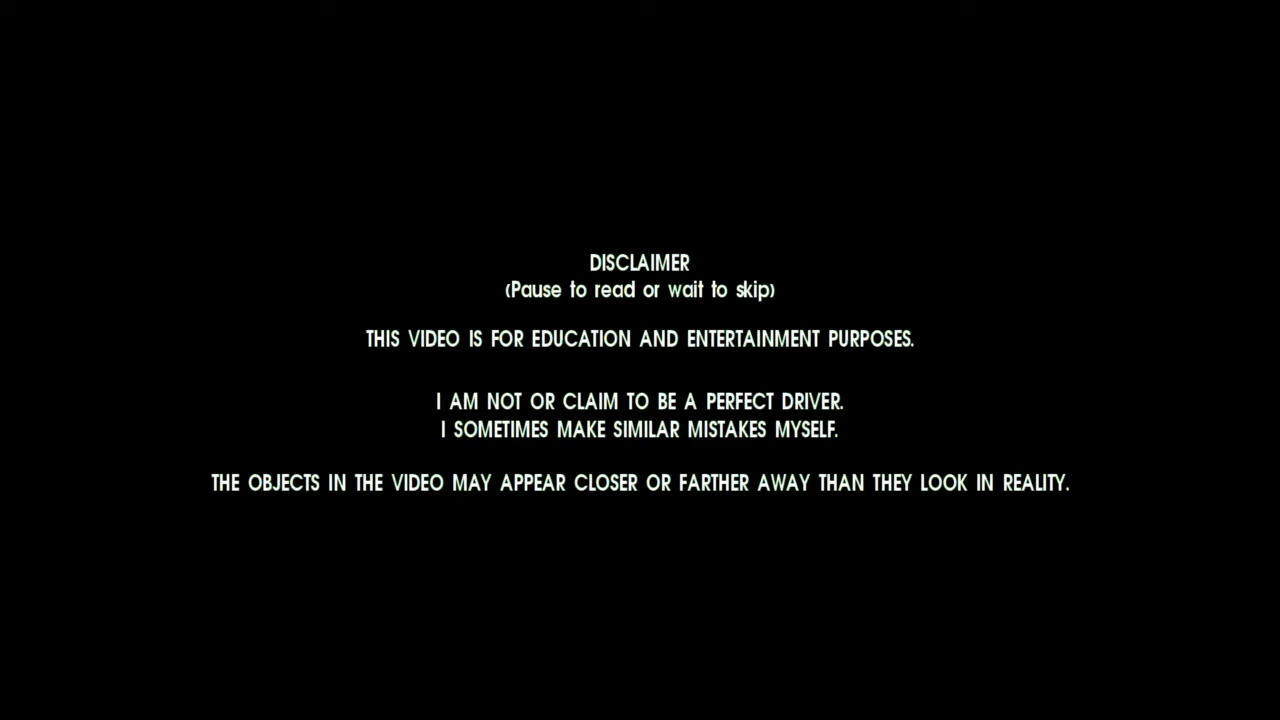 DISCLAIMER
(Pause to read or wait to skip)
THIS VIDEO IS FOR EDUCATION AND ENTERTAINMENT PURPOSES.
I AM NOT OR CLAIM TO BE A PERFECT DRIVER.
I SOMETIMES MAKE SIMILAR MISTAKES MYSELF.
THE OBJECTS IN THE VIDEO MAY APPEAR CLOSER OR FARTHER AWAY THAN THEY LOOK IN REALITY.